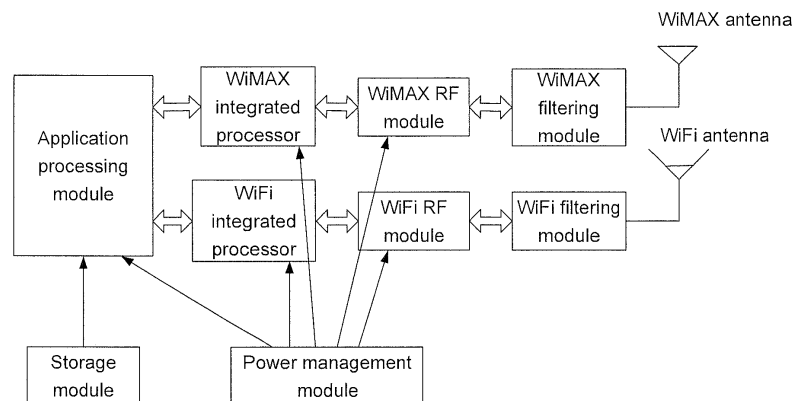 WiMAX antenna
WiMAX
integrated
processor
WiMAX RF
module
WiMAX
filtering
module
Application
processing
module
WiFi antenna
WiFi
integrated
processor
WiFi RF
module
WiFi filtering
module
Storage
module
Power management
module